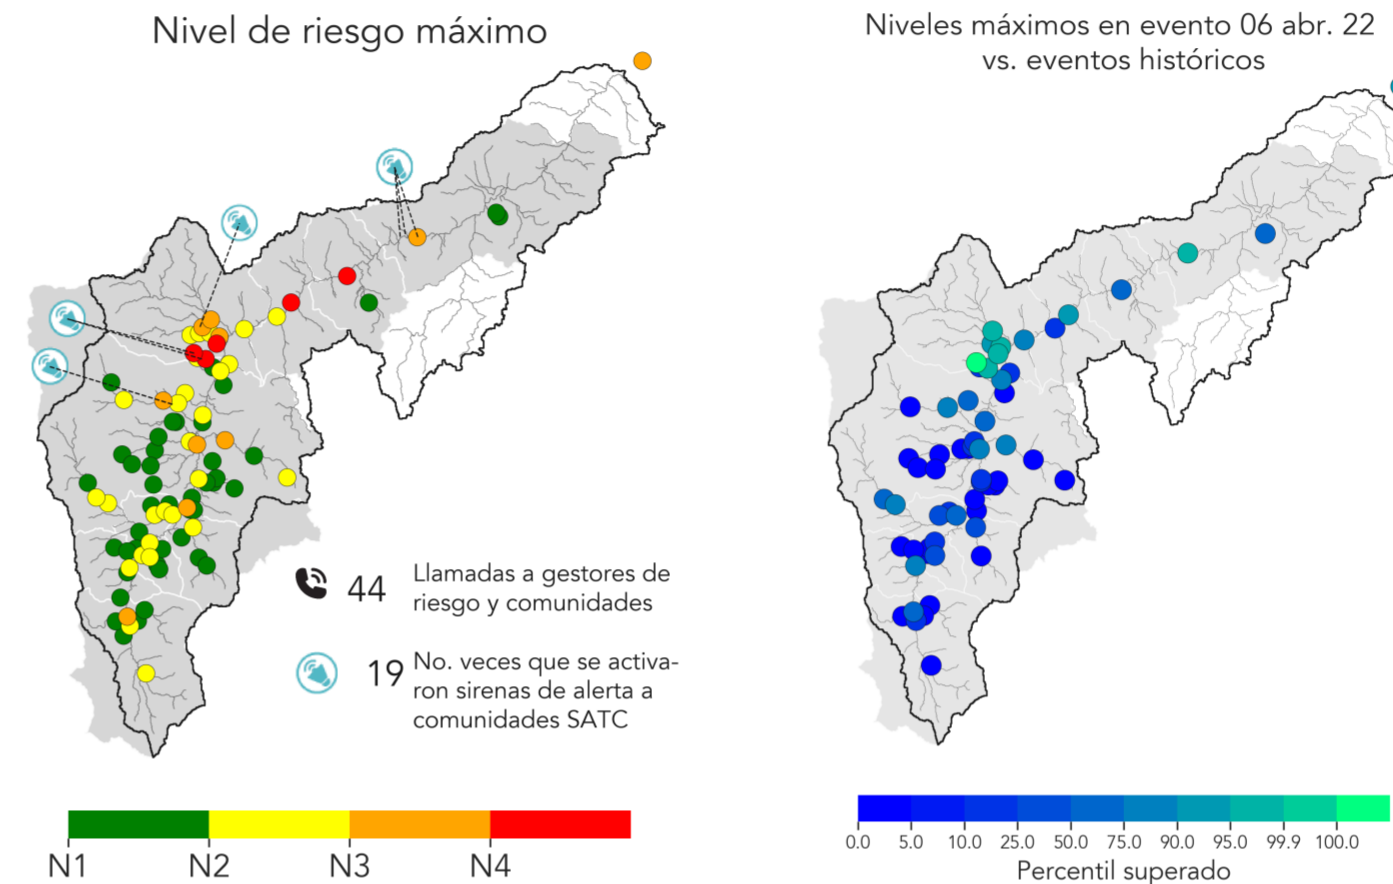 Nivel de riesgo máximo
44
Llamadas a gestores de
riesgo y comunidades
19
No. veces que se activa-
ron sirenas de alerta a
comunidades SATC
N1
N2
N3
N4
Niveles máximos en evento 06 abr. 22
vs. eventos históricos
0.0
5.0
10.0
25.0
50.0
75.0
90.0
95.0
99.9
100.0
Percentil superado